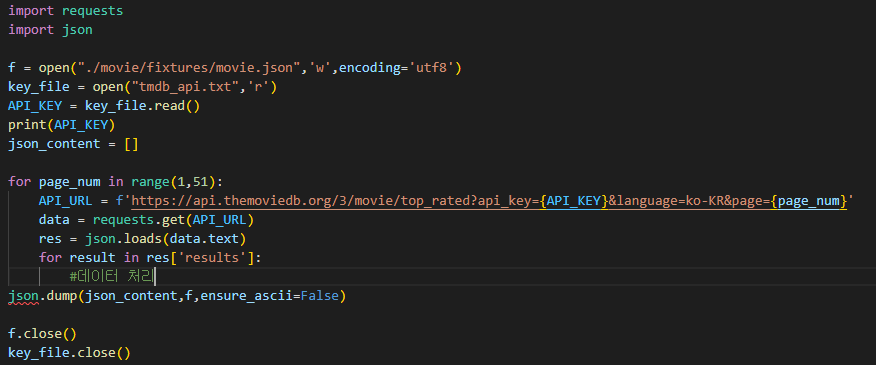 import requests
import json
f = open("./movie/fixtures/movie.json",'w',encoding='utf8')
key_file = open("tmdb_api.txt",'r')
API_KEY = key_file.read()
print(API_KEY)
json_content = []
for page_num in range(1,51):
    API_URL = f'https://api.themoviedb.org/3/movie/top_rated?api_key={API_KEY}&language=ko-KR&page={page_num}'
    data = requests.get(API_URL)
    res = json.loads(data.text)
    for result in res['results']:
        #데이터 처리
json.dump(json_content,f,ensure_ascii=False)
f.close()
key_file.close()